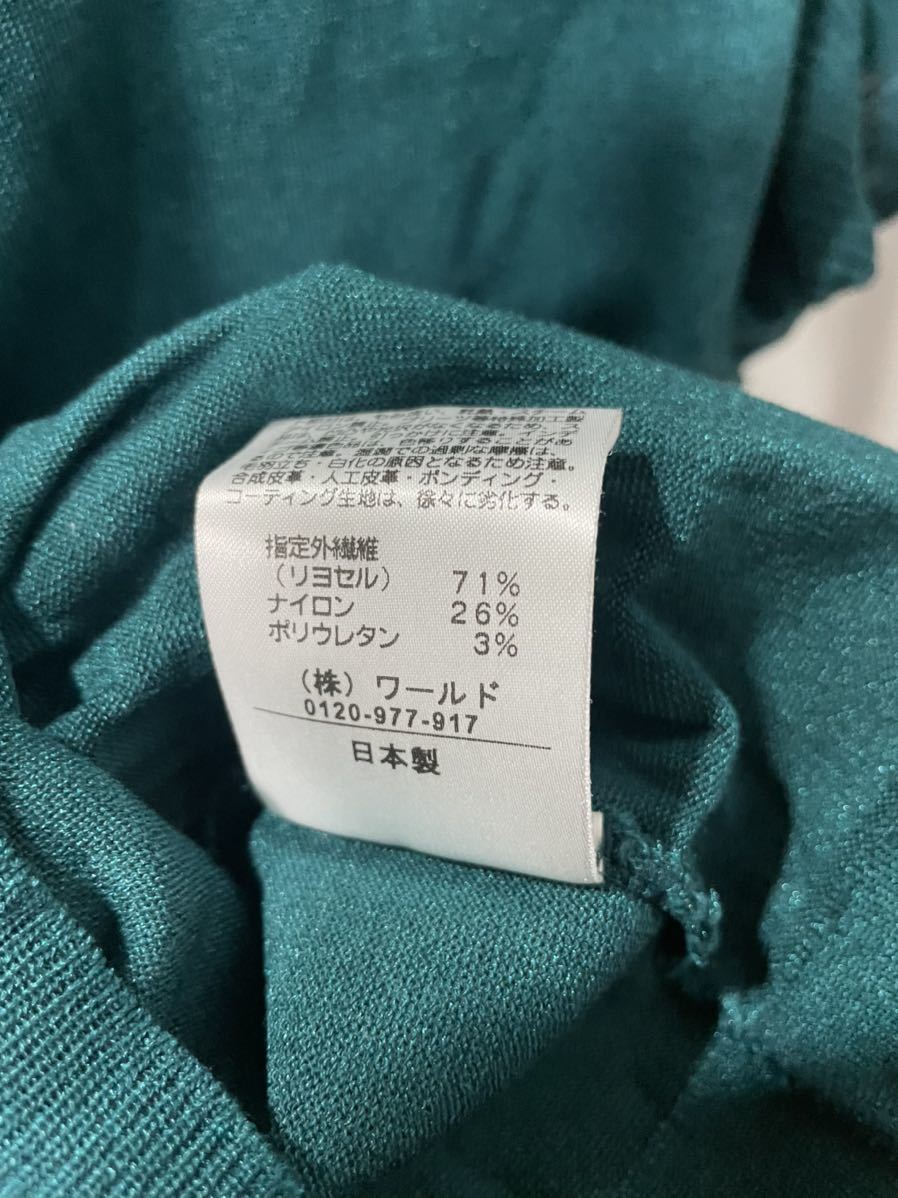 毛羽立ち・白化の原因となるため注意。
合成皮革・人工皮革・ボンディング・
コーティング生地は、徐々に劣化する。
指定外繊維
（リヨセル） 71%
ナイロン 26%
ポリウレタン 3%
（株）ワールド
0120-977-917
日本製